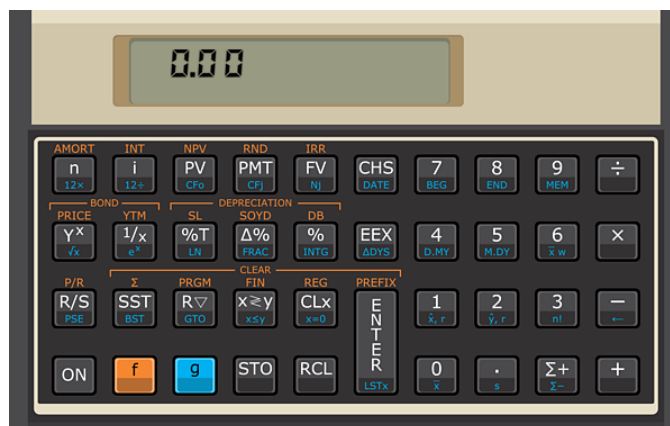 0.00
AMORT INT NPV RND IRR
n i PV PMT FV CHS 7 8 9 ÷
12× 12÷ CFo CFj Nj DATE BEG END MEM
BOND DEPRECIATION
PRICE YTM SL SOYD DB
Yx 1/x %T Δ% % EEX 4 5 6 ×
√x ex LN FRAC INTG ΔDYS D.MY M.DY x̅ w
CLEAR
P/R Σ PRGM FIN REG PREFIX
R/S SST R▽ x≷y CLx ENTER 1 2 3 −
PSE BST GTO x≤y x=0 x̂, r ŷ, r n! ←
ON f g STO RCL 0 . Σ+ +
LSTx x̅ s Σ−